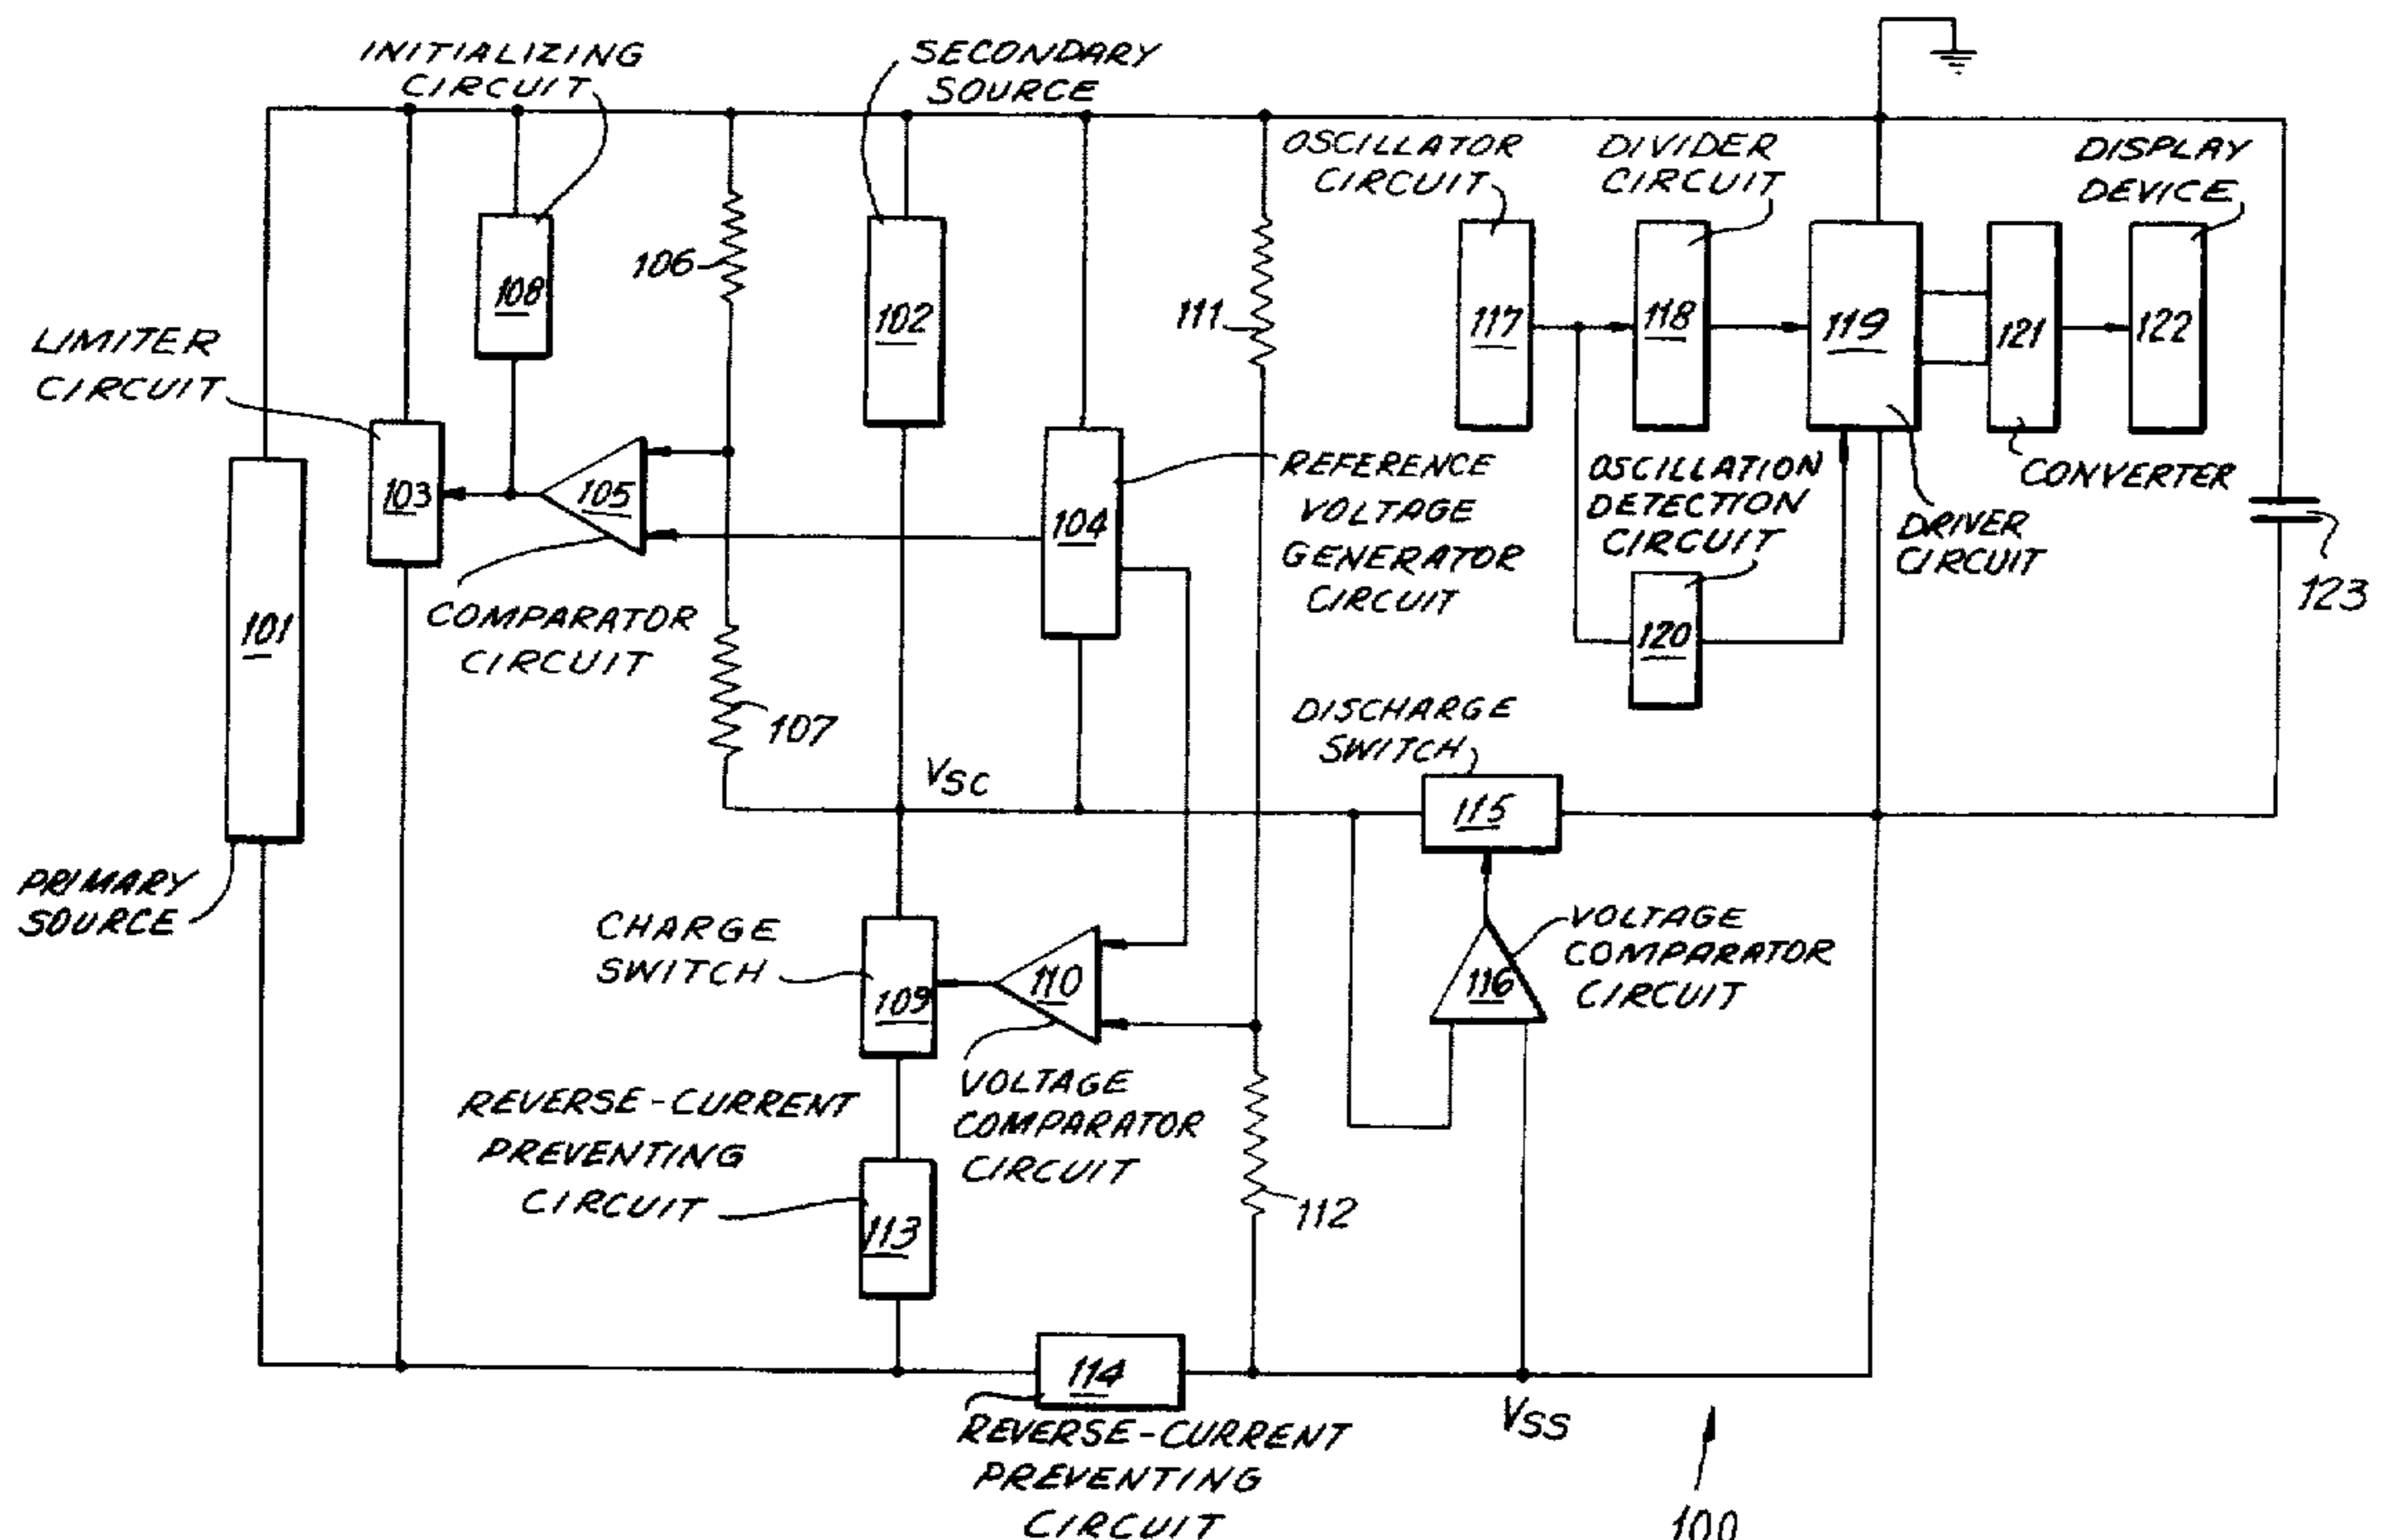 INITIALIZING
CIRCUIT
SECONDARY
SOURCE
OSCILLATOR
CIRCUIT
DIVIDER
CIRCUIT
DISPLAY
DEVICE
106
108
102
111
117
118
119
121
122
LIMITER
CIRCUIT
103
105
104
REFERENCE
VOLTAGE
GENERATOR
CIRCUIT
OSCILLATION
DETECTION
CIRCUIT
CONVERTER
DRIVER
CIRCUIT
123
101
COMPARATOR
CIRCUIT
120
107
VSC
DISCHARGE
SWITCH
115
PRIMARY
SOURCE
CHARGE
SWITCH
109
110
116
VOLTAGE
COMPARATOR
CIRCUIT
REVERSE-CURRENT
PREVENTING
CIRCUIT
VOLTAGE
COMPARATOR
CIRCUIT
113
112
114
VSS
REVERSE-CURRENT
PREVENTING
CIRCUIT
100